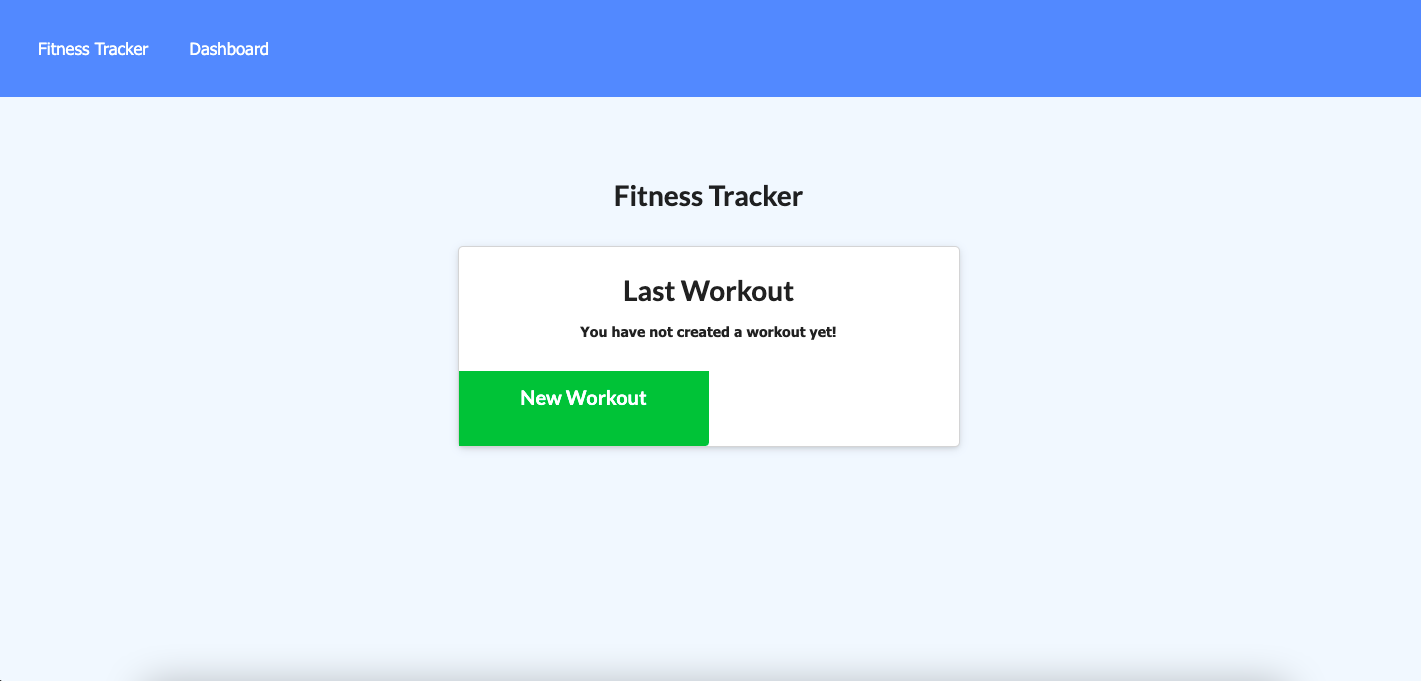 Fitness Tracker Dashboard
Fitness Tracker
Last Workout
You have not created a workout yet!
New Workout